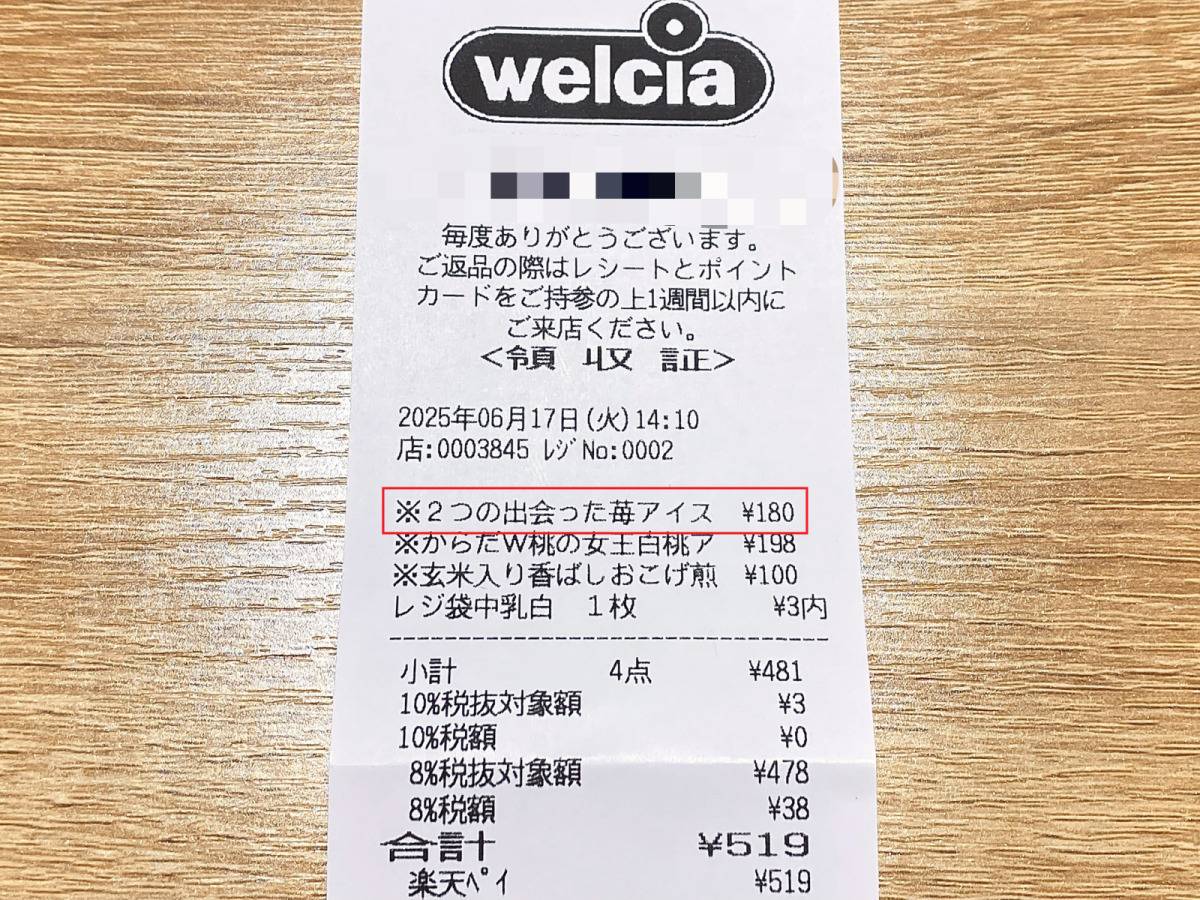 welcia
毎度ありがとうございます。
ご返品の際はレシートとポイント
カードをご持参の上1週間以内に
ご来店ください。
<領 収 証>
2025年06月17日(火)14:10
店:0003845 ﾚｼﾞNo:0002
※２つの出会った苺アイス ¥180
※からだＷ桃の女王白桃ア ¥198
※玄米入り香ばしおこげ煎 ¥100
レジ袋中乳白 １枚 ¥3内
小計 4点 ¥481
10%税抜対象額 ¥3
10%税額 ¥0
8%税抜対象額 ¥478
8%税額 ¥38
合計 ¥519
楽天ﾍﾟｲ ¥519